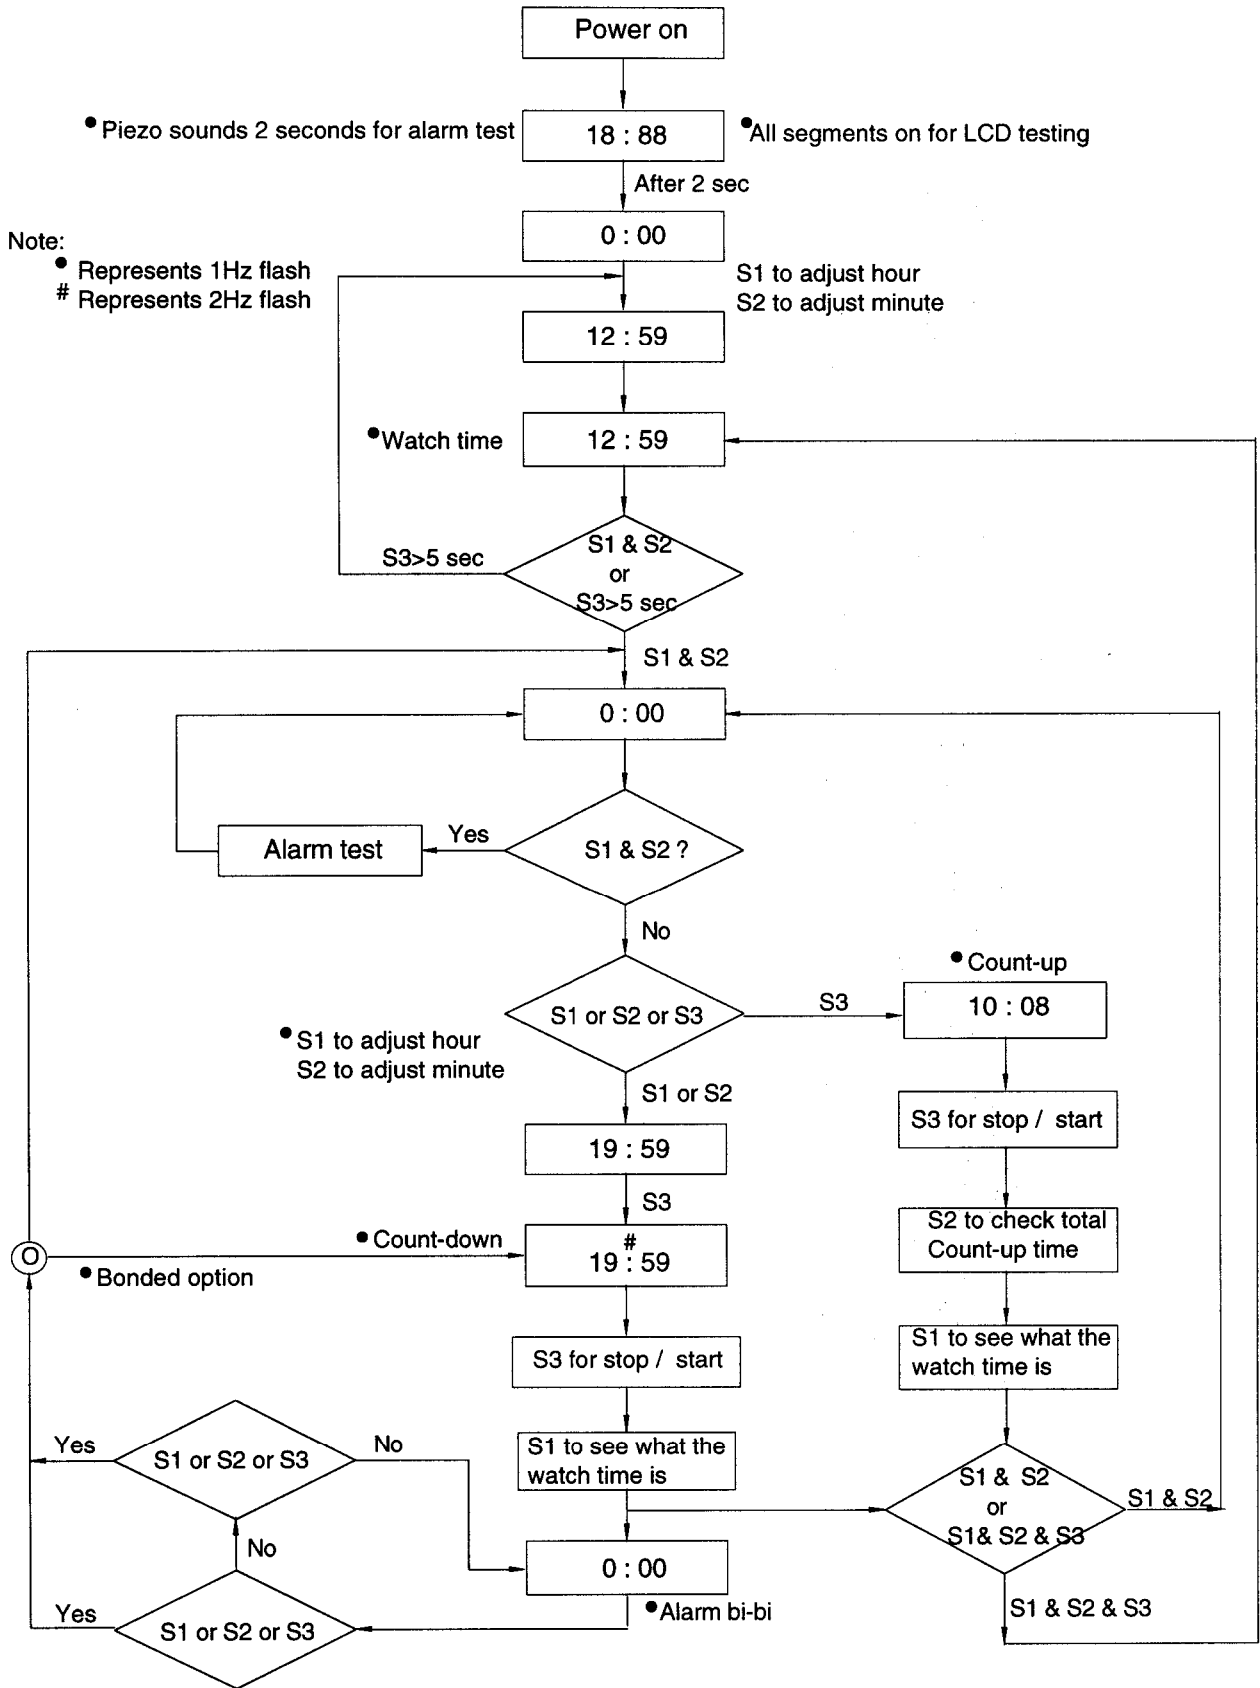 Power on
● Piezo sounds 2 seconds for alarm test
18 : 88
● All segments on for LCD testing
After 2 sec
0 : 00
Note:
● Represents 1Hz flash
# Represents 2Hz flash
S1 to adjust hour
S2 to adjust minute
12 : 59
● Watch time
12 : 59
S1 & S2
or
S3>5 sec
S3>5 sec
S1 & S2
0 : 00
Alarm test
Yes
S1 & S2 ?
No
● Count-up
S1 or S2 or S3
S3
10 : 08
● S1 to adjust hour
S2 to adjust minute
S1 or S2
S3 for stop / start
19 : 59
S3
S2 to check total
Count-up time
● Count-down
#
19 : 59
O
● Bonded option
S1 to see what the
watch time is
S3 for stop / start
Yes
S1 or S2 or S3
No
S1 to see what the
watch time is
S1 & S2
or
S1& S2 & S3
S1 & S2
No
0 : 00
● Alarm bi-bi
S1 & S2 & S3
Yes
S1 or S2 or S3